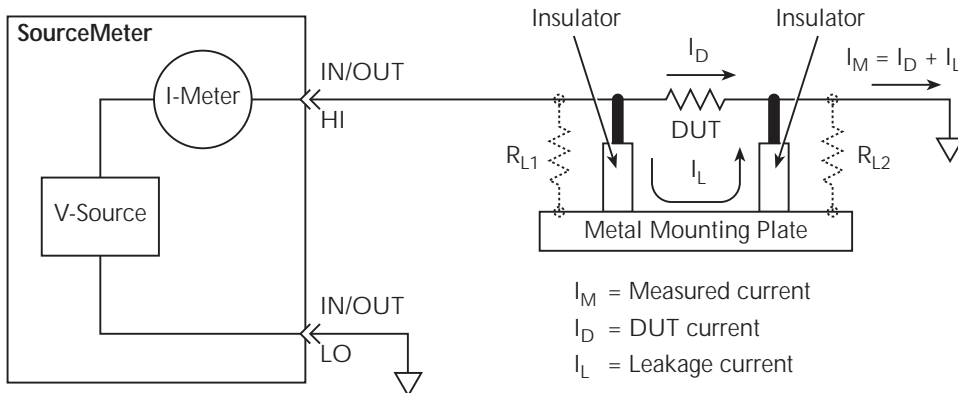 SourceMeter
I-Meter
V-Source
IN/OUT
HI
IN/OUT
LO
Insulator
Insulator
I_D
I_M = I_D + I_L
DUT
R_L1
I_L
R_L2
Metal Mounting Plate
I_M = Measured current
I_D = DUT current
I_L = Leakage current